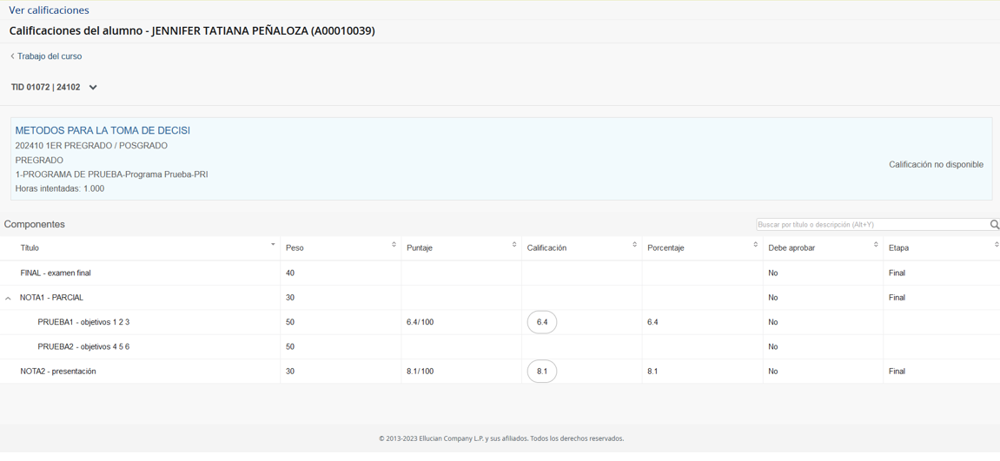 Ver calificaciones
Calificaciones del alumno - JENNIFER TATIANA PEÑALOZA (A00010039)
Trabajo del curso
TID 01072 | 24102
METODOS PARA LA TOMA DE DECISI
202410 1ER PREGRADO / POSGRADO
PREGRADO
Calificación no disponible
1-PROGRAMA DE PRUEBA-Programa Prueba-PRI
Horas intentadas: 1.000
Componentes
Buscar por título o descripción (Alt+Y)
Título Peso Puntaje Calificación Porcentaje Debe aprobar Etapa
FINAL - examen final 40 No Final
NOTA1 - PARCIAL 30 No Final
PRUEBA1 - objetivos 1 2 3 50 6.4/100 6.4 6.4 No
PRUEBA2 - objetivos 4 5 6 50 No
NOTA2 - presentación 30 8.1/100 8.1 8.1 No Final
© 2013-2023 Ellucian Company L.P. y sus afiliados. Todos los derechos reservados.